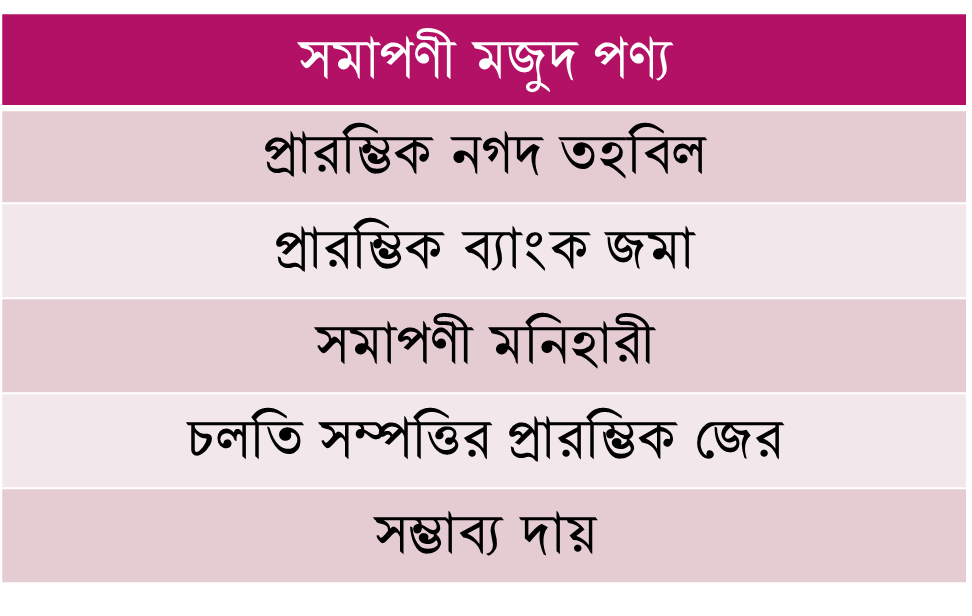 সমাপণী মজুদ পণ্য
প্রারম্ভিক নগদ তহবিল
প্রারম্ভিক ব্যাংক জমা
সমাপণী মনিহারী
চলতি সম্পত্তির প্রারম্ভিক জের
সম্ভাব্য দায়